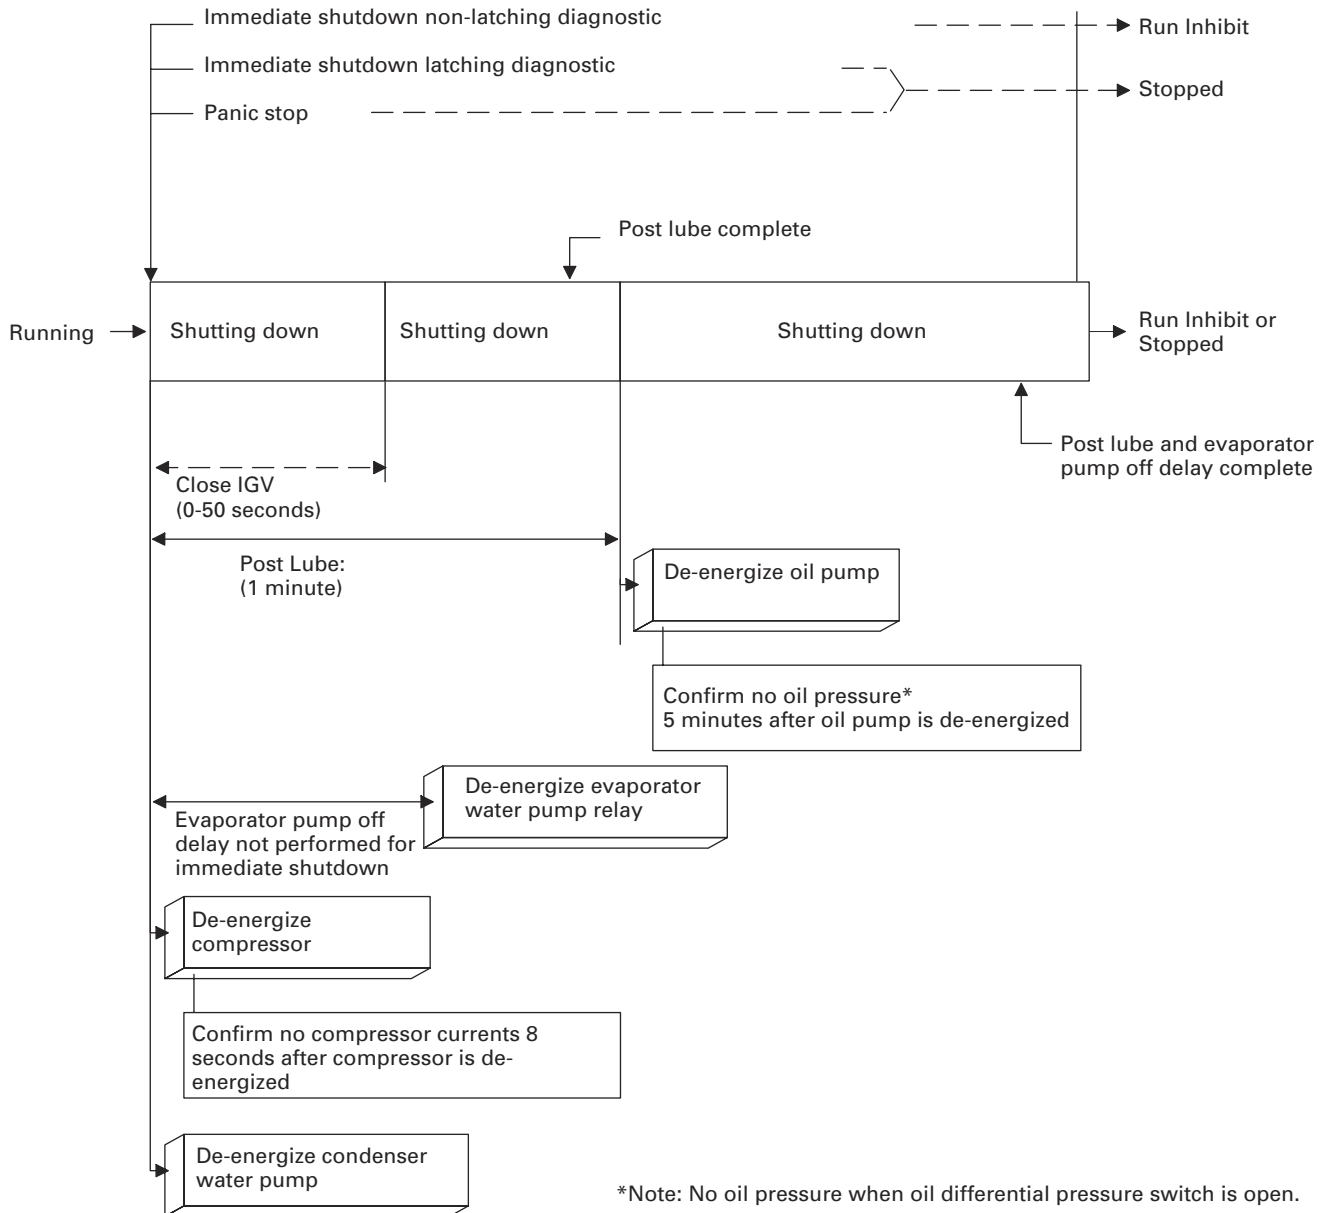 Immediate shutdown non-latching diagnostic
Run Inhibit
Immediate shutdown latching diagnostic
Stopped
Panic stop
Post lube complete
Running
Shutting down
Shutting down
Shutting down
Run Inhibit or
Stopped
Post lube and evaporator
pump off delay complete
Close IGV
(0-50 seconds)
Post Lube:
(1 minute)
De-energize oil pump
Confirm no oil pressure*
5 minutes after oil pump is de-energized
De-energize evaporator
water pump relay
Evaporator pump off
delay not performed for
immediate shutdown
De-energize
compressor
Confirm no compressor currents 8
seconds after compressor is de-
energized
De-energize condenser
water pump
*Note: No oil pressure when oil differential pressure switch is open.